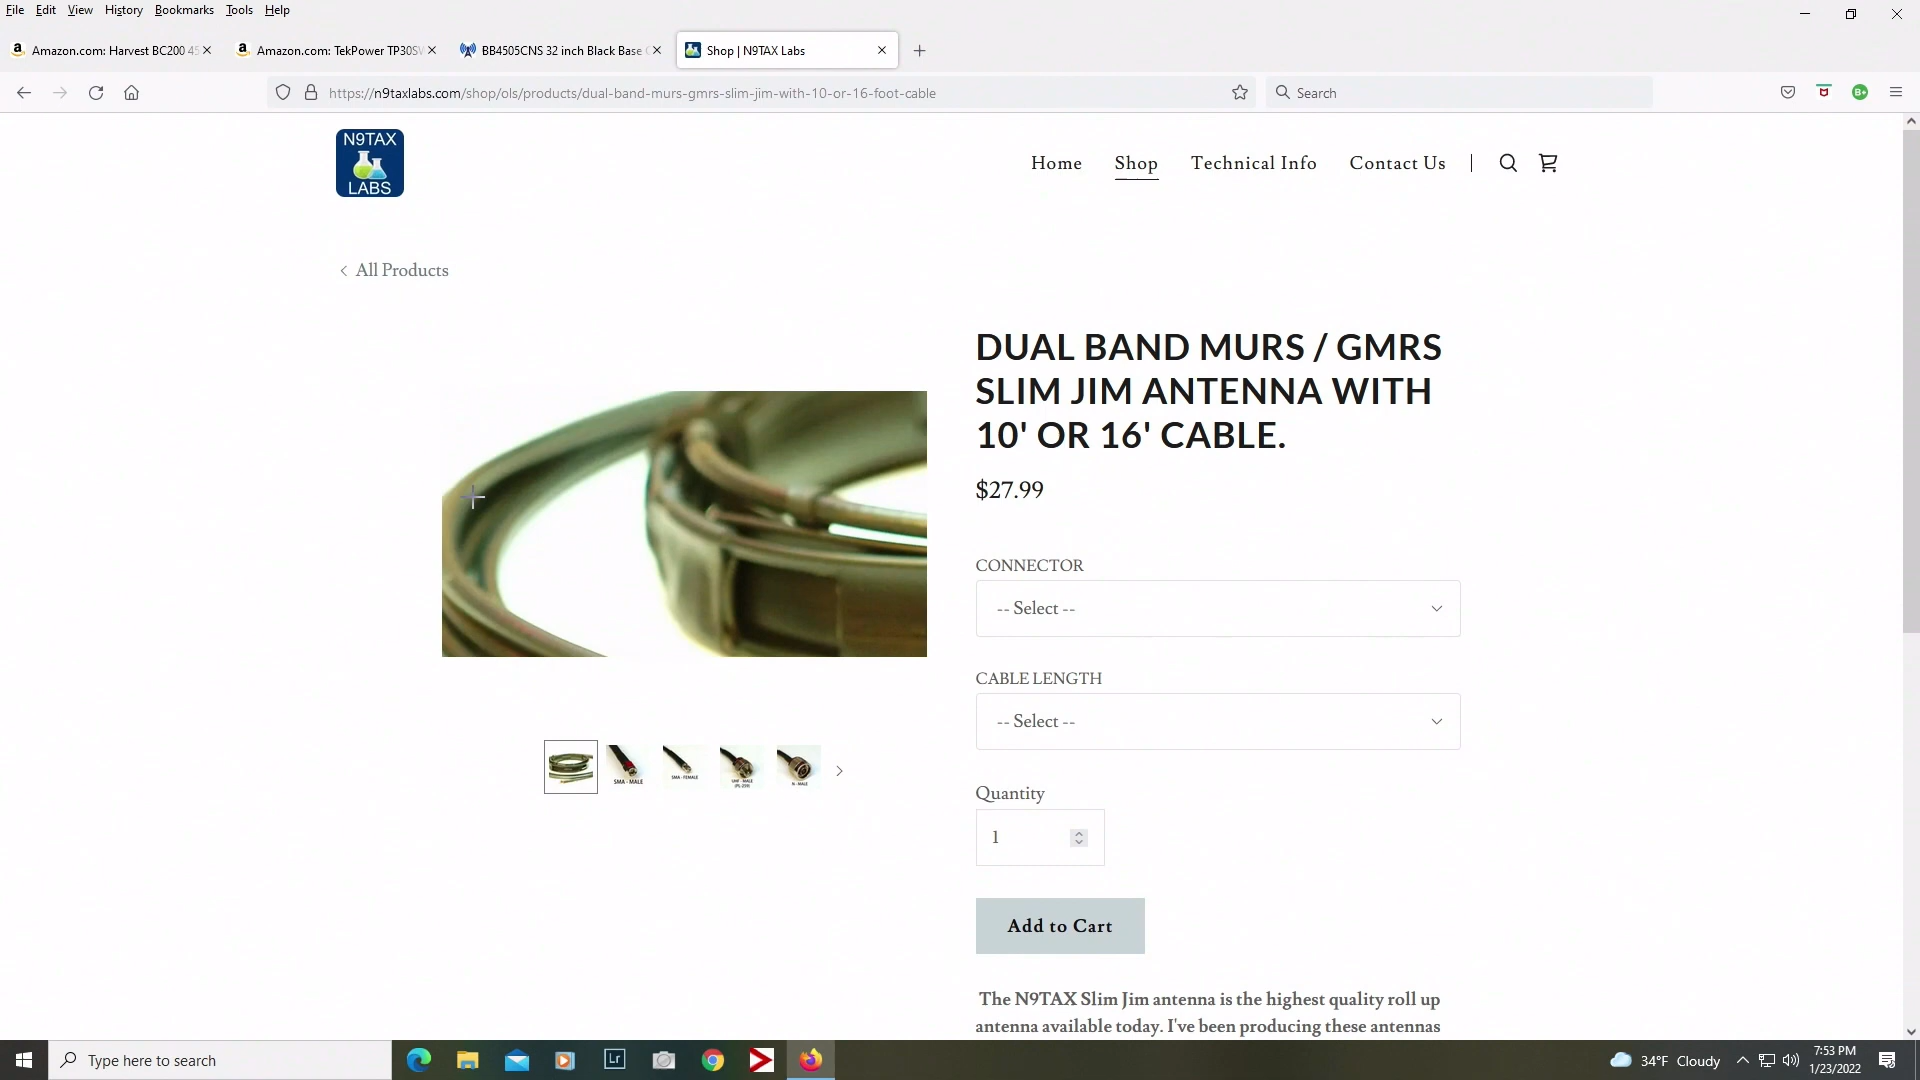 File Edit View History Bookmarks Tools Help
Amazon.com: Harvest BC200 45
Amazon.com: TekPower TP30SW
BB4505CNS 32 inch Black Base C
Shop | N9TAX Labs
https://n9taxlabs.com/shop/ols/products/dual-band-murs-gmrs-slim-jim-with-10-or-16-foot-cable
Search
N9TAX
LABS
Home Shop Technical Info Contact Us
All Products
DUAL BAND MURS / GMRS
SLIM JIM ANTENNA WITH
10' OR 16' CABLE.
$27.99
CONNECTOR
-- Select --
CABLE LENGTH
-- Select --
SMA - MALE
SMA - FEMALE
UHF - MALE
(PL-259)
N - MALE
Quantity
1
Add to Cart
The N9TAX Slim Jim antenna is the highest quality roll up
antenna available today. I've been producing these antennas
Type here to search
Lr
34°F Cloudy
7:53 PM
1/23/2022